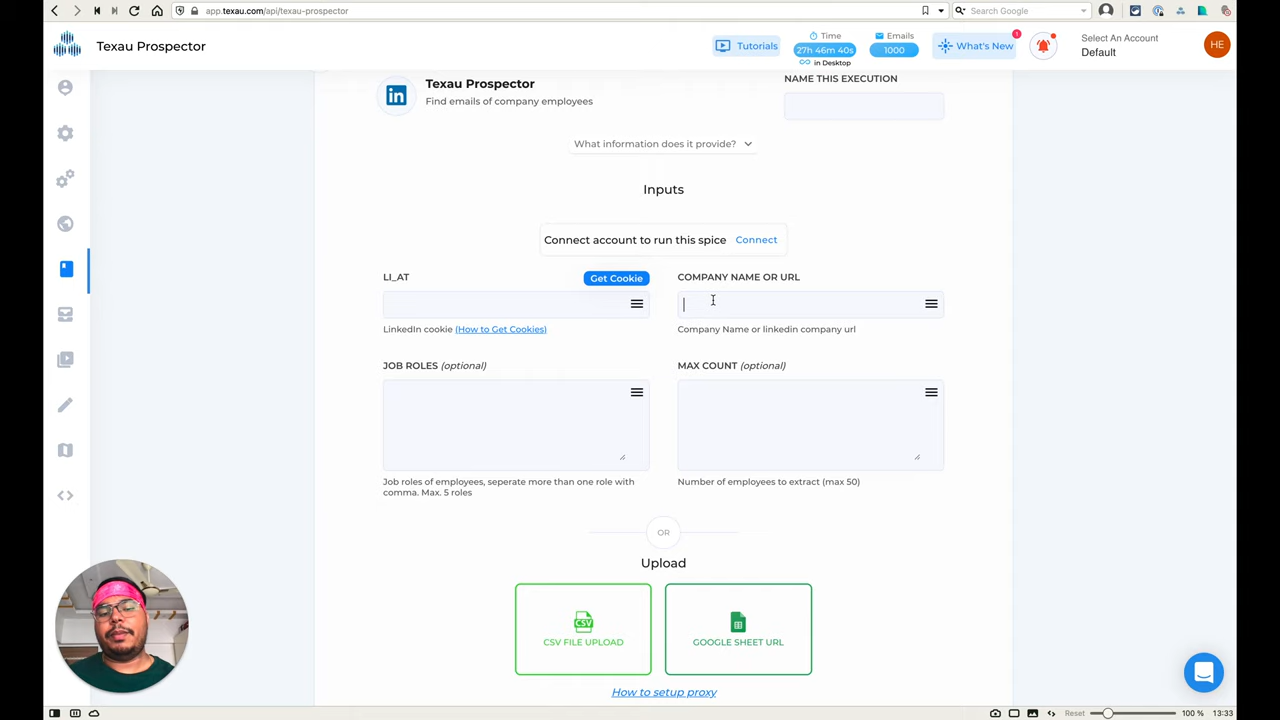 app.texau.com/api/texau-prospector
Search Google
Texau Prospector
Tutorials
Time
27h 46m 40s
in Desktop
Emails
1000
What's New
1
Select An Account
Default
HE
in
Texau Prospector
Find emails of company employees
NAME THIS EXECUTION
What information does it provide?
Inputs
Connect account to run this spice Connect
LI_AT
Get Cookie
COMPANY NAME OR URL
LinkedIn cookie (How to Get Cookies)
Company Name or linkedin company url
JOB ROLES (optional)
MAX COUNT (optional)
Job roles of employees, seperate more than one role with
comma. Max. 5 roles
Number of employees to extract (max 50)
OR
Upload
CSV
CSV FILE UPLOAD
GOOGLE SHEET URL
How to setup proxy
Reset
100 %
13:33